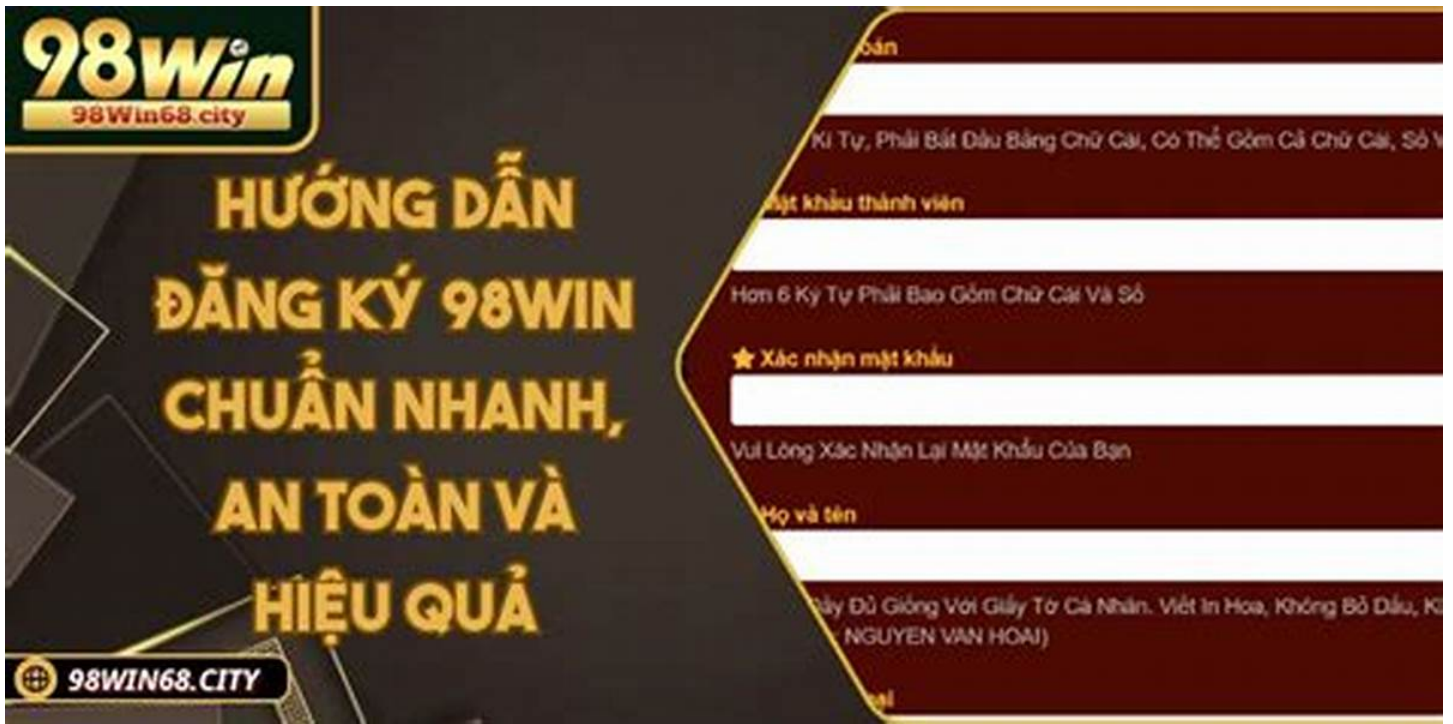 98Win
98Win68.city
HƯỚNG DẪN
ĐĂNG KÝ 98WIN
CHUẨN NHANH,
AN TOÀN VÀ
HIỆU QUẢ
98WIN68.CITY
Kí Tự, Phải Bắt Đầu Bằng Chữ Cái, Có Thể Gồm Cả Chữ Cái, Số
Mật khẩu thành viên
Hơn 6 Ký Tự Phải Bao Gồm Chữ Cái Và Số
Xác nhận mật khẩu
Vui Lòng Xác Nhận Lại Mật Khẩu Của Bạn
Họ và tên
Đủ Giống Với Giấy Tờ Cá Nhân. Viết In Hoa, Không Bỏ Dấu,
NGUYEN VAN HOAI)